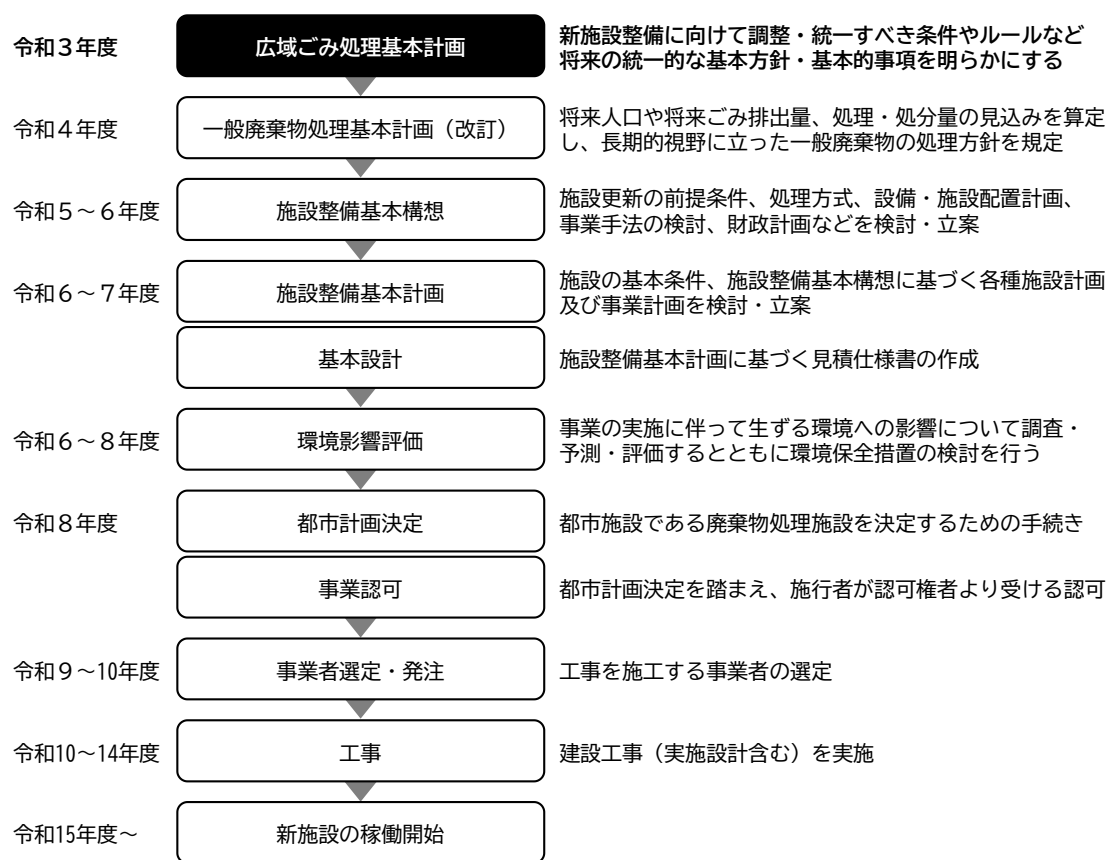 令和３年度
広域ごみ処理基本計画
新施設整備に向けて調整・統一すべき条件やルールなど
将来の統一的な基本方針・基本的事項を明らかにする
令和４年度
一般廃棄物処理基本計画（改訂）
将来人口や将来ごみ排出量、処理・処分量の見込みを算定
し、長期的視野に立った一般廃棄物の処理方針を規定
令和５～６年度
施設整備基本構想
施設更新の前提条件、処理方式、設備・施設配置計画、
事業手法の検討、財政計画などを検討・立案
令和６～７年度
施設整備基本計画
施設の基本条件、施設整備基本構想に基づく各種施設計画
及び事業計画を検討・立案
基本設計
施設整備基本計画に基づく見積仕様書の作成
令和６～８年度
環境影響評価
事業の実施に伴って生ずる環境への影響について調査・
予測・評価するとともに環境保全措置の検討を行う
令和８年度
都市計画決定
都市施設である廃棄物処理施設を決定するための手続き
事業認可
都市計画決定を踏まえ、施行者が認可権者より受ける認可
令和９～10年度
事業者選定・発注
工事を施工する事業者の選定
令和10～14年度
工事
建設工事（実施設計含む）を実施
令和15年度～
新施設の稼働開始